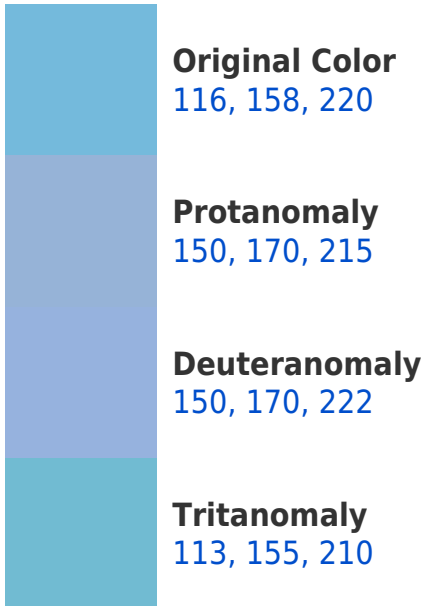 Original Color
116, 158, 220
Protanomaly
150, 170, 215
Deuteranomaly
150, 170, 222
Tritanomaly
113, 155, 210